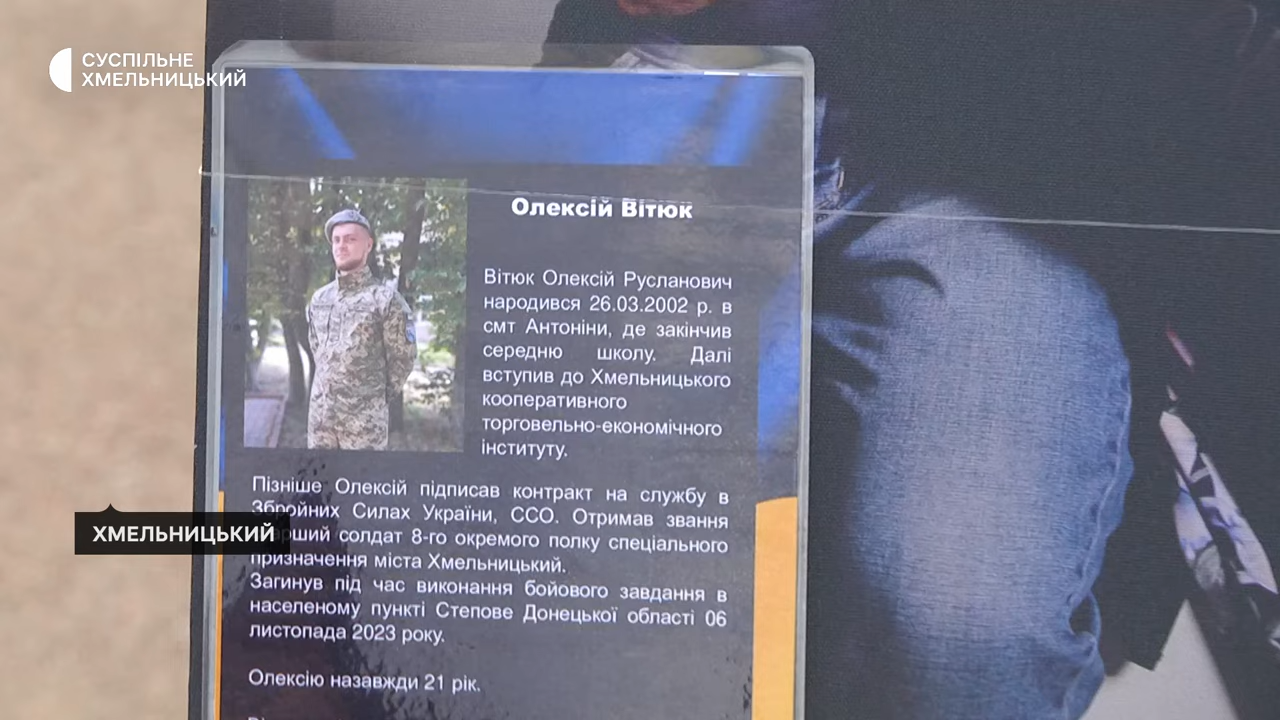 СУСПІЛЬНЕ
ХМЕЛЬНИЦЬКИЙ
Олексій Вітюк
Вітюк Олексій Русланович
народився 26.03.2002 р. в
смт Антоніни, де закінчив
середню школу. Далі
вступив до Хмельницького
кооперативного
торговельно-економічного
інституту.
Пізніше Олексій підписав контракт на службу в
Збройних Силах України, ССО. Отримав звання
солдат 8-го окремого полку спеціального
призначення міста Хмельницький.
Загинув під час виконання бойового завдання в
населеному пункті Степове Донецької області 06
листопада 2023 року.
Олексію назавжди 21 рік.
ХМЕЛЬНИЦЬКИЙ